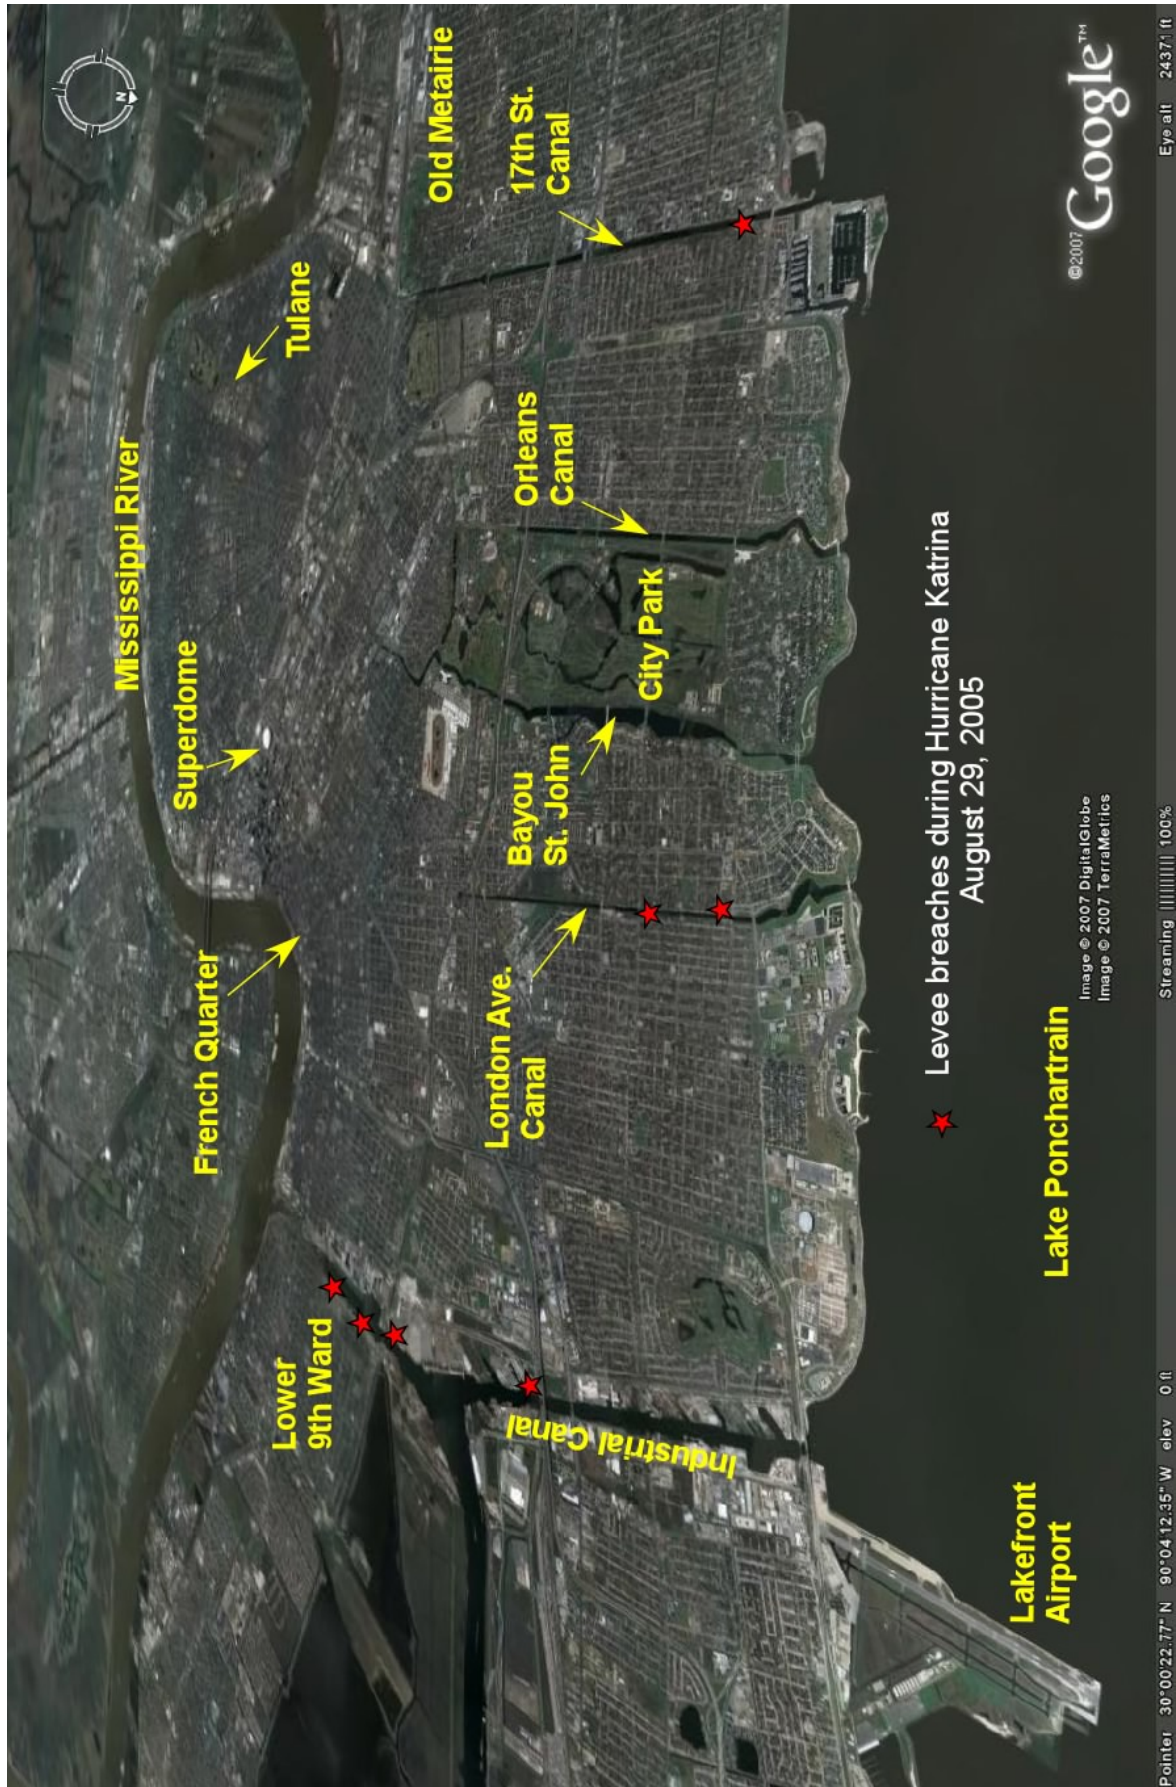 N
Mississippi River
French Quarter
Superdome
Tulane
Old Metairie
Lower
9th Ward
London Ave.
Canal
Bayou
St. John
Orleans
Canal
17th St.
Canal
City Park
Industrial Canal
Levee breaches during Hurricane Katrina
August 29, 2005
Lakefront
Airport
Lake Ponchartrain
Image © 2007 DigitalGlobe
Image © 2007 TerraMetrics
©2007 Google™
Pointer 30°00'22.77" N 90°04'12.35" W elev 0 ft Streaming |||||||||| 100% Eye alt 24371 ft